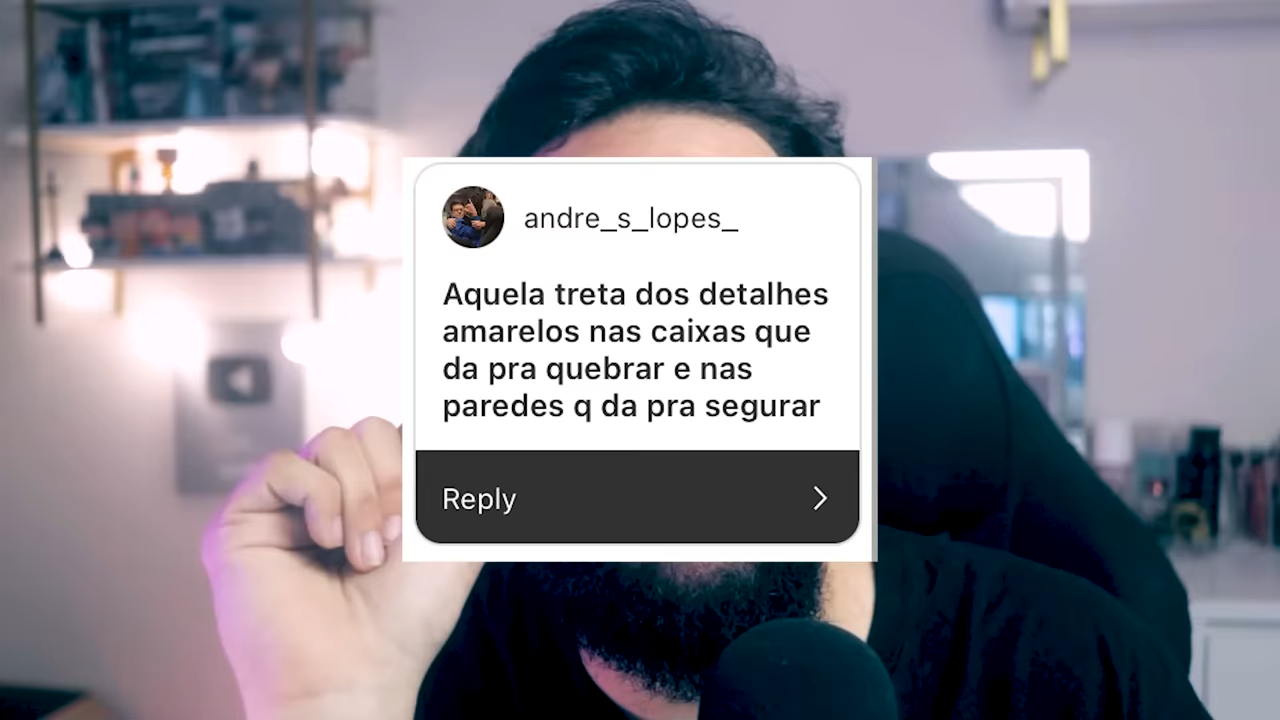 andre_s_lopes_
Aquela treta dos detalhes
amarelos nas caixas que
da pra quebrar e nas
paredes q da pra segurar
Reply